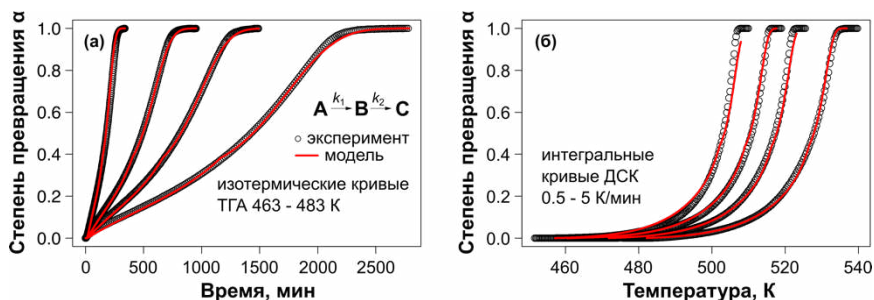 (а)
Степень превращения α
1.0
0.8
0.6
0.4
0.2
0.0
A k₁→ B k₂→ C
эксперимент
модель
изотермические кривые
ТГА 463 - 483 К
0 500 1000 1500 2000 2500
Время, мин
(б)
Степень превращения α
1.0
0.8
0.6
0.4
0.2
0.0
интегральные
кривые ДСК
0.5 - 5 К/мин
460 480 500 520 540
Температура, К